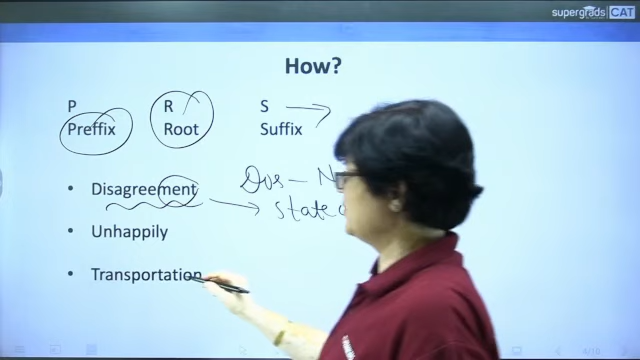 supergrads CAT
How?
P R S
Preffix Root Suffix
Disagreement
State
Unhappily
Transportation